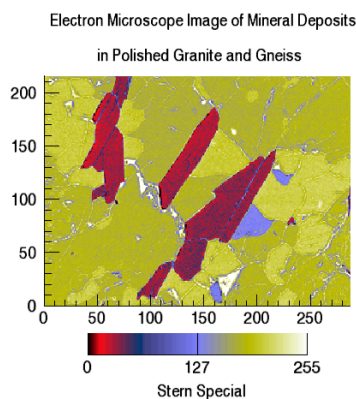 Electron Microscope Image of Mineral Deposits
in Polished Granite and Gneiss
200
150
100
50
0
0 50 100 150 200 250
0 127 255
Stern Special